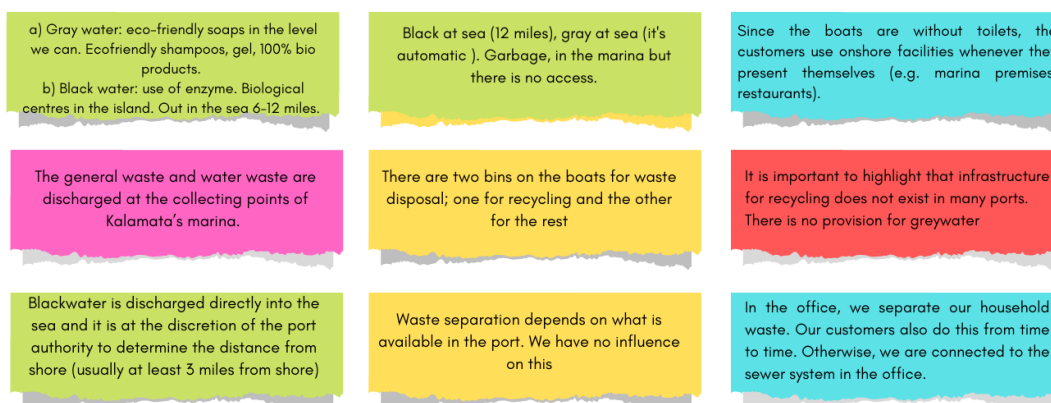 a) Gray water: eco-friendly soaps in the level
we can. Ecofriendly shampoos, gel, 100% bio
products.
b) Black water: use of enzyme. Biological
centres in the island. Out in the sea 6-12 miles.
Black at sea (12 miles), gray at sea (it's
automatic ). Garbage, in the marina but
there is no access.
Since the boats are without toilets,
customers use onshore facilities whenever
present themselves (e.g. marina premises
restaurants).
The general waste and water waste are
discharged at the collecting points of
Kalamata's marina.
There are two bins on the boats for waste
disposal; one for recycling and the other
for the rest
It is important to highlight that infrastructure
for recycling does not exist in many ports.
There is no provision for greywater
Blackwater is discharged directly into the
sea and it is at the discretion of the port
authority to determine the distance from
shore (usually at least 3 miles from shore)
Waste separation depends on what is
available in the port. We have no influence
on this
In the office, we separate our household
waste. Our customers also do this from time
to time. Otherwise, we are connected to the
sewer system in the office.